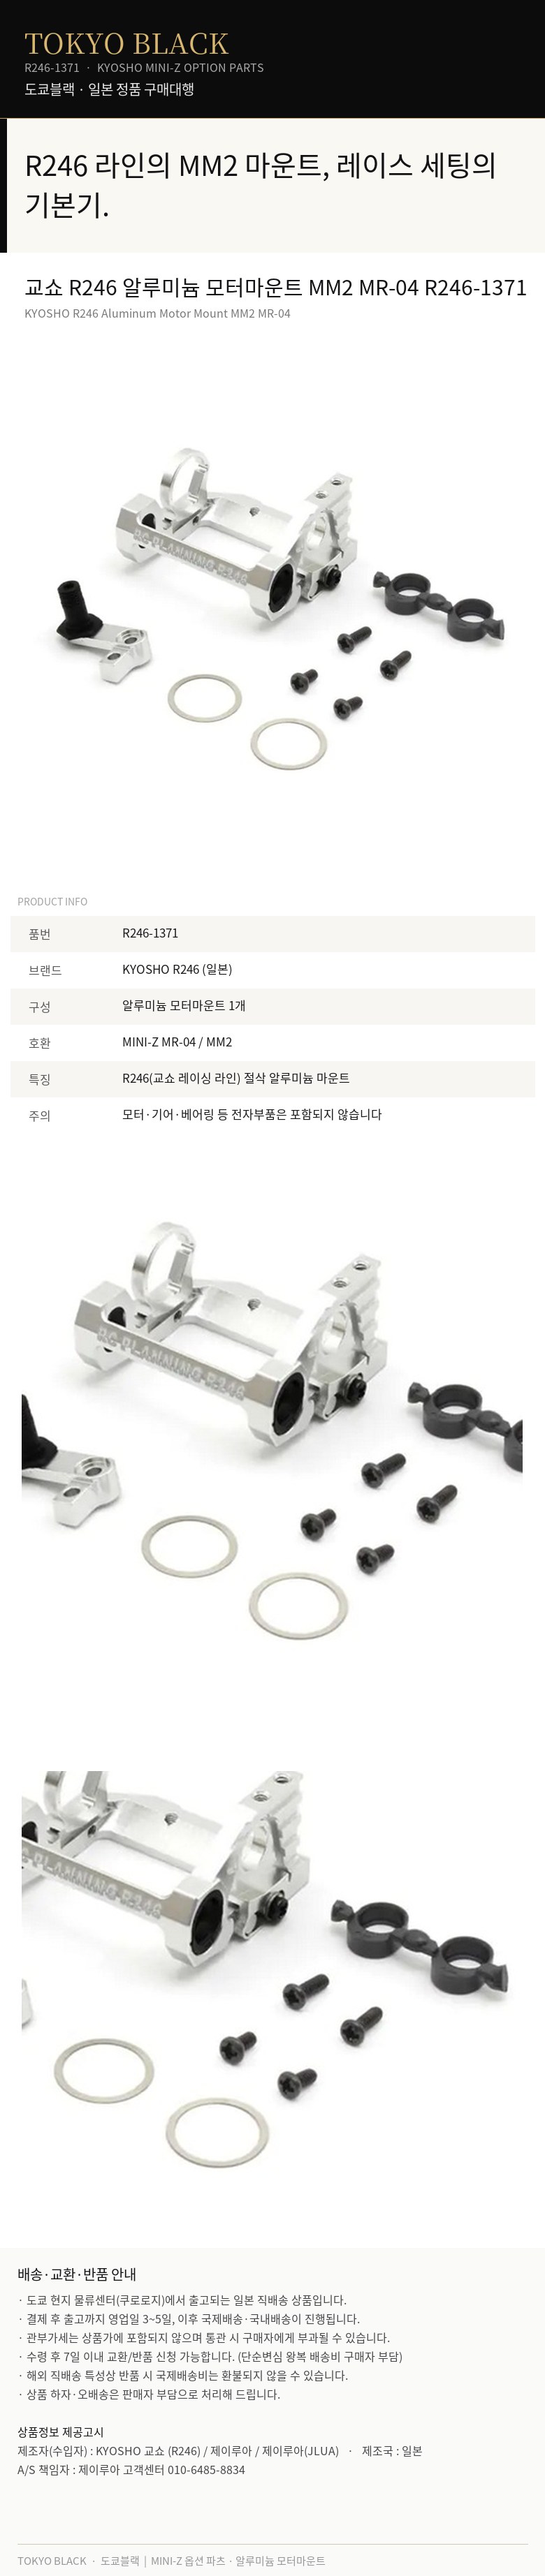 TOKYO BLACK
R246-1371 · KYOSHO MINI-Z OPTION PARTS
도쿄블랙 · 일본 정품 구매대행
R246 라인의 MM2 마운트, 레이스 세팅의
기본기.
교쇼 R246 알루미늄 모터마운트 MM2 MR-04 R246-1371
KYOSHO R246 Aluminum Motor Mount MM2 MR-04
RC PLANNING R246
PRODUCT INFO
품번 R246-1371
브랜드 KYOSHO R246 (일본)
구성 알루미늄 모터마운트 1개
호환 MINI-Z MR-04 / MM2
특징 R246(교쇼 레이싱 라인) 절삭 알루미늄 마운트
주의 모터·기어·베어링 등 전자부품은 포함되지 않습니다
RC PLANNING R246
PLANNING R246
배송·교환·반품 안내
· 도쿄 현지 물류센터(쿠로로지)에서 출고되는 일본 직배송 상품입니다.
· 결제 후 출고까지 영업일 3~5일, 이후 국제배송·국내배송이 진행됩니다.
· 관부가세는 상품가에 포함되지 않으며 통관 시 구매자에게 부과될 수 있습니다.
· 수령 후 7일 이내 교환/반품 신청 가능합니다. (단순변심 왕복 배송비 구매자 부담)
· 해외 직배송 특성상 반품 시 국제배송비는 환불되지 않을 수 있습니다.
· 상품 하자·오배송은 판매자 부담으로 처리해 드립니다.
상품정보 제공고시
제조자(수입자) : KYOSHO 교쇼 (R246) / 제이루아 / 제이루아(JLUA) · 제조국 : 일본
A/S 책임자 : 제이루아 고객센터 010-6485-8834
TOKYO BLACK · 도쿄블랙 | MINI-Z 옵션 파츠 · 알루미늄 모터마운트